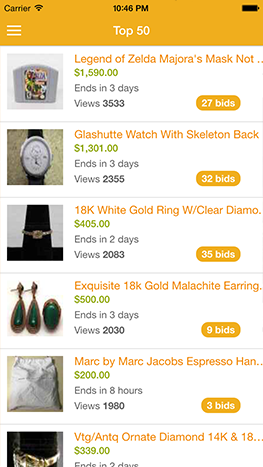 Carrier 10:46 PM
Top 50
Legend of Zelda Majora's Mask Not ...
$1,590.00
Ends in 3 days
Views 3533 27 bids
Glashutte Watch With Skeleton Back
$1,301.00
Ends in 3 days
Views 2355 32 bids
18K White Gold Ring W/Clear Diamo...
$405.00
Ends in 2 days
Views 2083 35 bids
Exquisite 18k Gold Malachite Earring...
$500.00
Ends in 3 days
Views 2030 9 bids
Marc by Marc Jacobs Espresso Han...
$200.00
Ends in 8 hours
Views 1980 3 bids
Vtg/Antq Ornate Diamond 14K & 18...
$339.00
Ends in 2 days